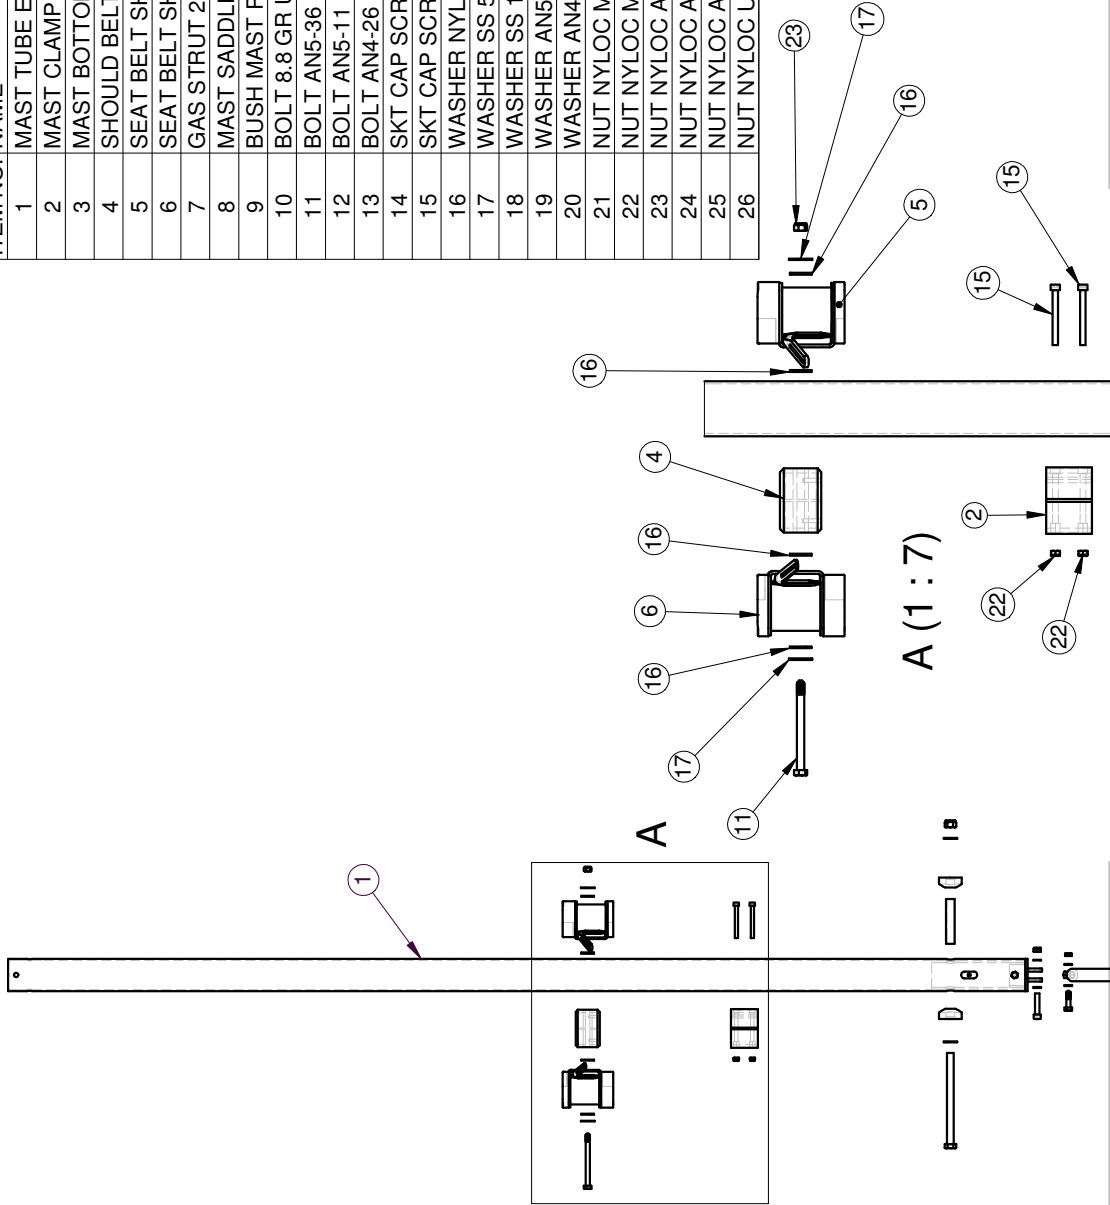 1 MAST TUBE E
2 MAST CLAMP
3 MAST BOTTO
4 SHOULD BELT
5 SEAT BELT SH
6 SEAT BELT SH
7 GAS STRUT 2
8 MAST SADDL
9 BUSH MAST
10 BOLT 8.8 GR
11 BOLT AN5-36
12 BOLT AN5-11
13 BOLT AN4-26
14 SKT CAP SCR
15 SKT CAP SCR
16 WASHER NYL
17 WASHER SS 5
18 WASHER SS 1
19 WASHER AN5
20 WASHER AN4
21 NUT NYLOC M
22 NUT NYLOC M
23 NUT NYLOC A
24 NUT NYLOC A
25 NUT NYLOC A
26 NUT NYLOC U
23
17
16
5
15
15
16
4
16
6
16
17
11
2
22
22
A (1 : 7)
A
1